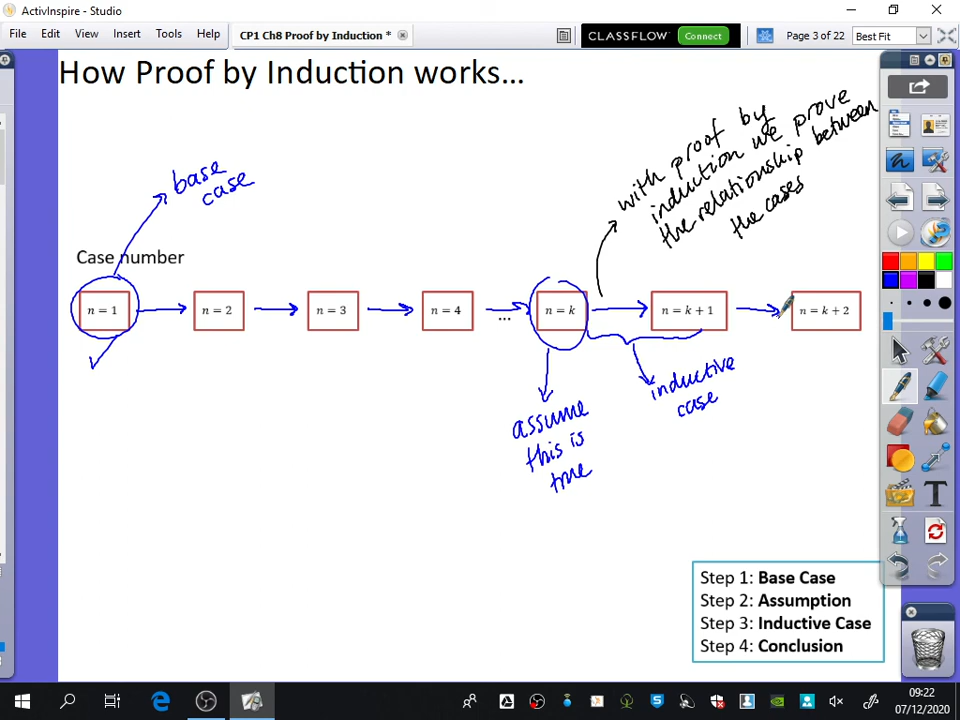 ActivInspire - Studio
File Edit View Insert Tools Help
CP1 Ch8 Proof by Induction *
CLASSFLOW Connect
Page 3 of 22
Best Fit
How Proof by Induction works...
with proof by
induction we prove
the relationship between
the cases
base
case
Case number
n = 1
n = 2
n = 3
n = 4
...
n = k
n = k + 1
n = k + 2
assume
this is
true
inductive
case
Step 1: Base Case
Step 2: Assumption
Step 3: Inductive Case
Step 4: Conclusion
09:22
07/12/2020